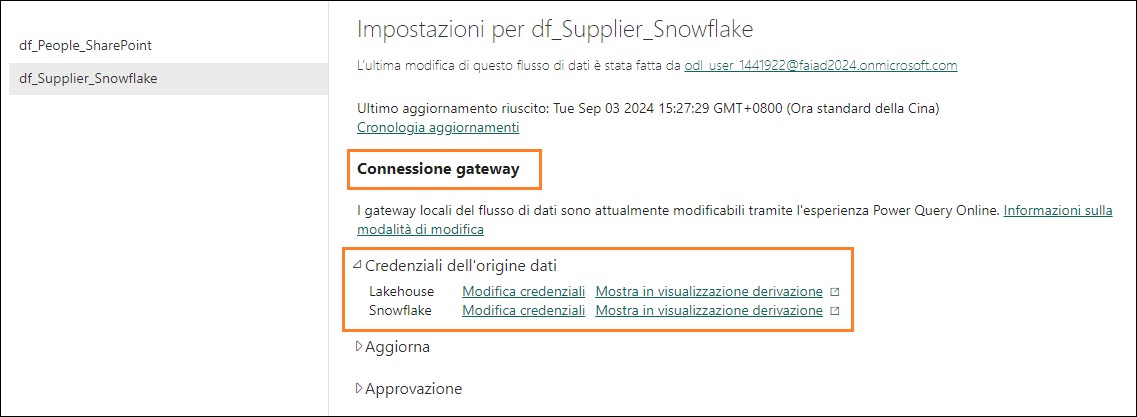 df_People_SharePoint
df_Supplier_Snowflake
Impostazioni per df_Supplier_Snowflake
L'ultima modifica di questo flusso di dati è stata fatta da odl_user_1441922@faiad2024.onmicrosoft.com
Ultimo aggiornamento riuscito: Tue Sep 03 2024 15:27:29 GMT+0800 (Ora standard della Cina)
Cronologia aggiornamenti
Connessione gateway
I gateway locali del flusso di dati sono attualmente modificabili tramite l'esperienza Power Query Online. Informazioni sulla
modalità di modifica
Credenziali dell'origine dati
Lakehouse Modifica credenziali Mostra in visualizzazione derivazione
Snowflake Modifica credenziali Mostra in visualizzazione derivazione
Aggiorna
Approvazione